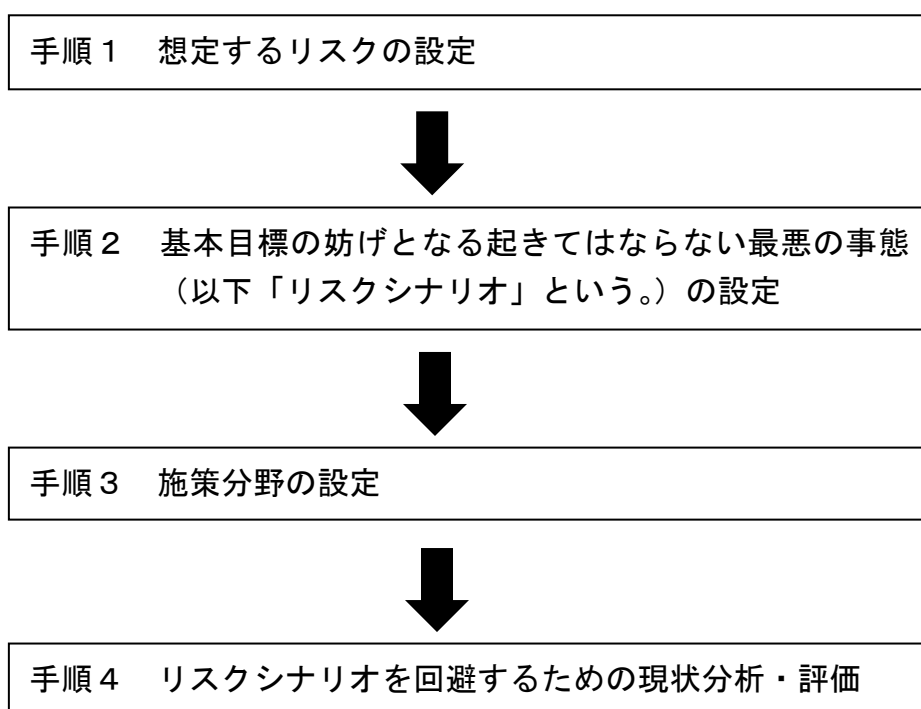 手順１　想定するリスクの設定
手順２　基本目標の妨げとなる起きてはならない最悪の事態
（以下「リスクシナリオ」という。）の設定
手順３　施策分野の設定
手順４　リスクシナリオを回避するための現状分析・評価